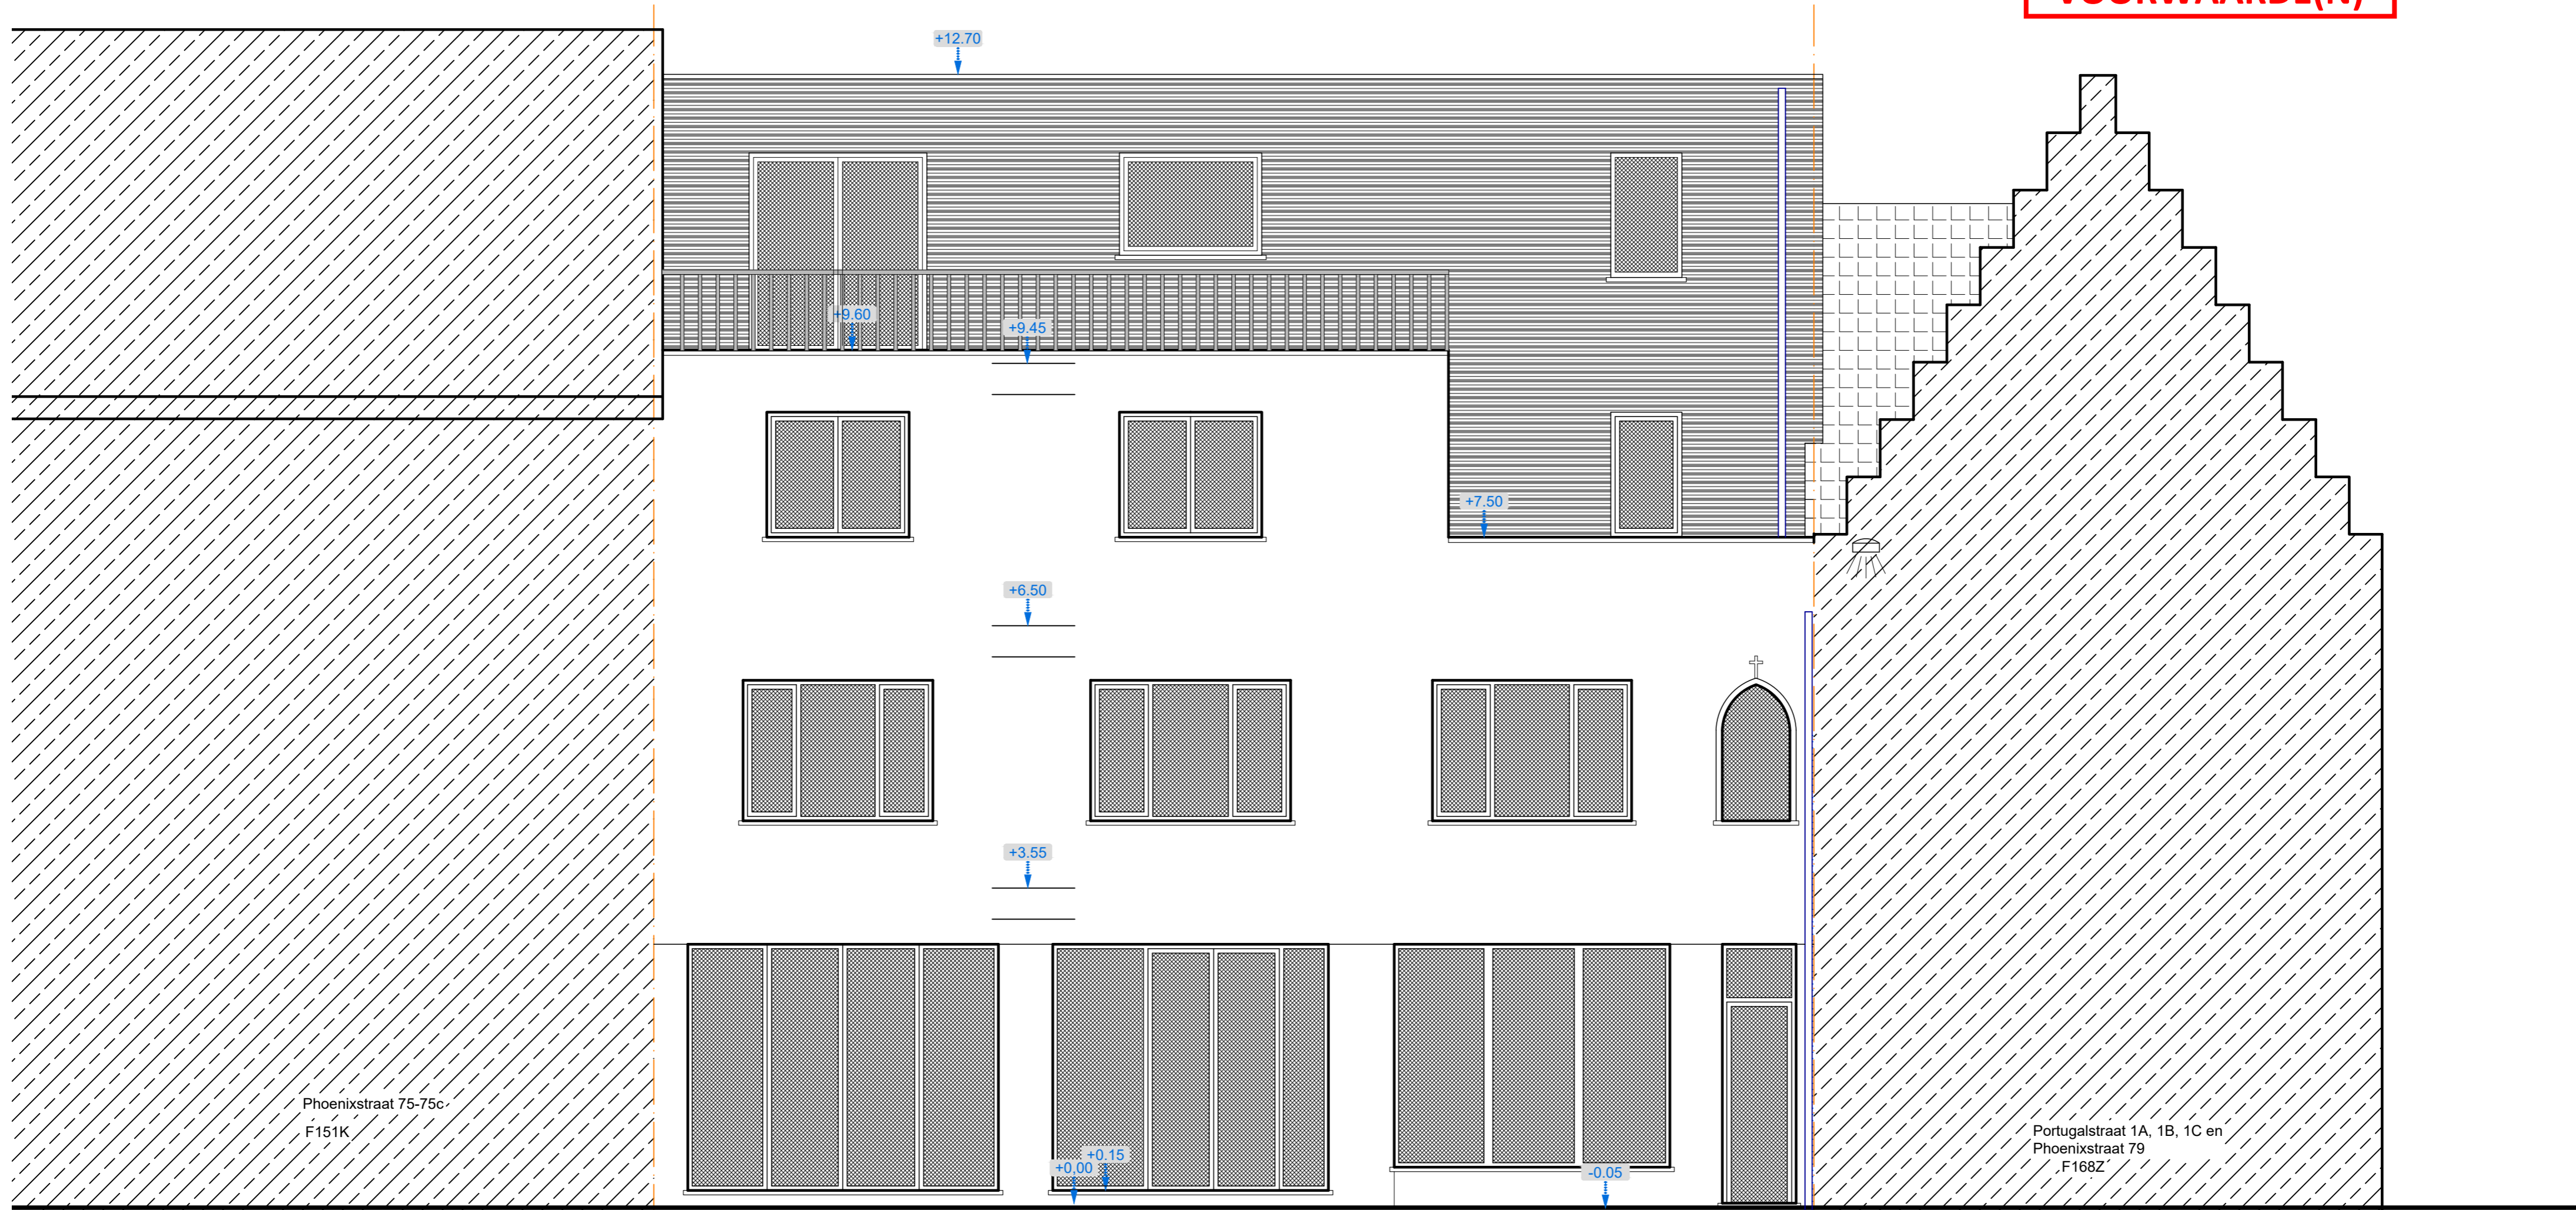 VOORWAARDE(N)
+12.70
+9.60
+9.45
+7.50
+6.50
+3.55
Phoenixstraat 75-75c
F151K
+0,00
+0.15
-0.05
Portugalstraat 1A, 1B, 1C en
Phoenixstraat 79
F168Z